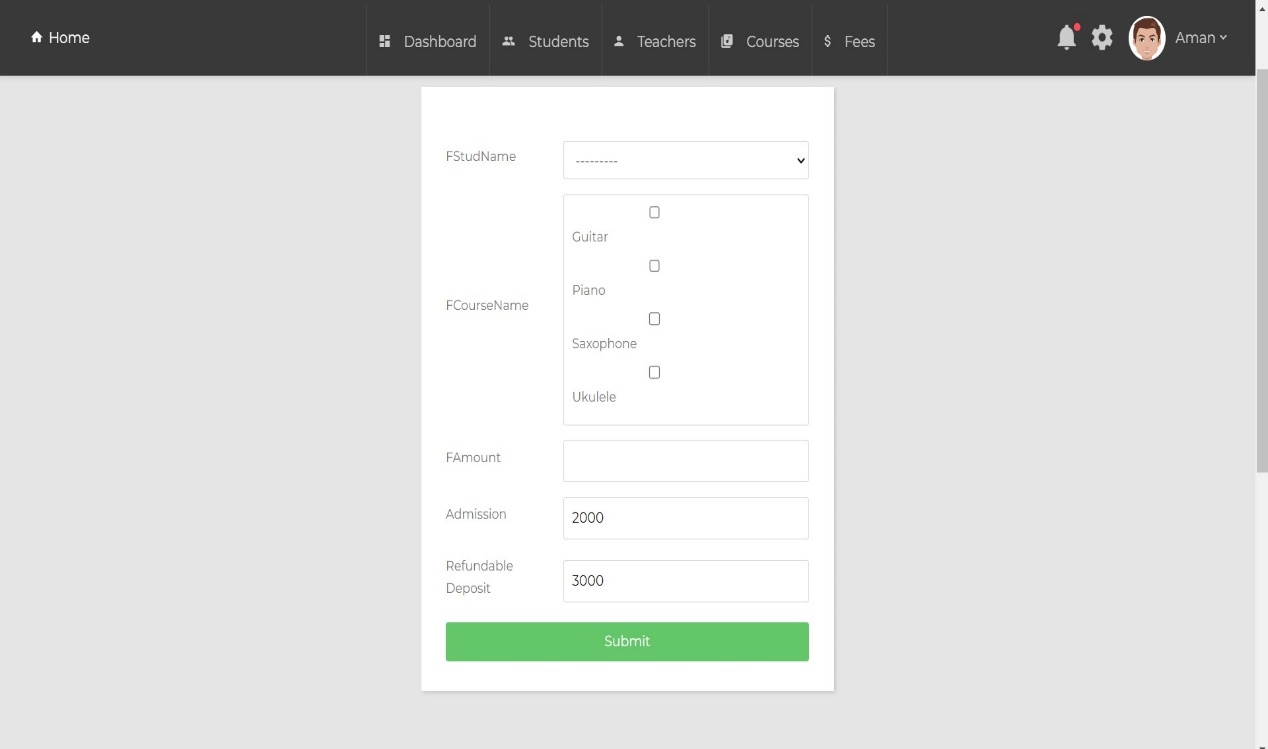 Home
Dashboard
Students
Teachers
Courses
$ Fees
Aman
FStudName
---------
FCourseName
Guitar
Piano
Saxophone
Ukulele
FAmount
Admission
2000
Refundable
Deposit
3000
Submit